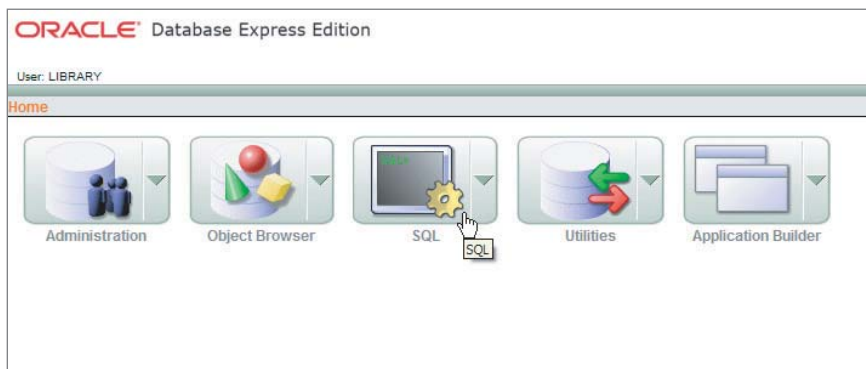 ORACLE Database Express Edition
User: LIBRARY
Home
Administration
Object Browser
SQL
Utilities
Application Builder
SQL